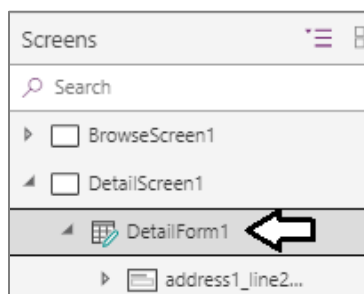 Screens
Search
BrowseScreen1
DetailScreen1
DetailForm1
address1_line2...